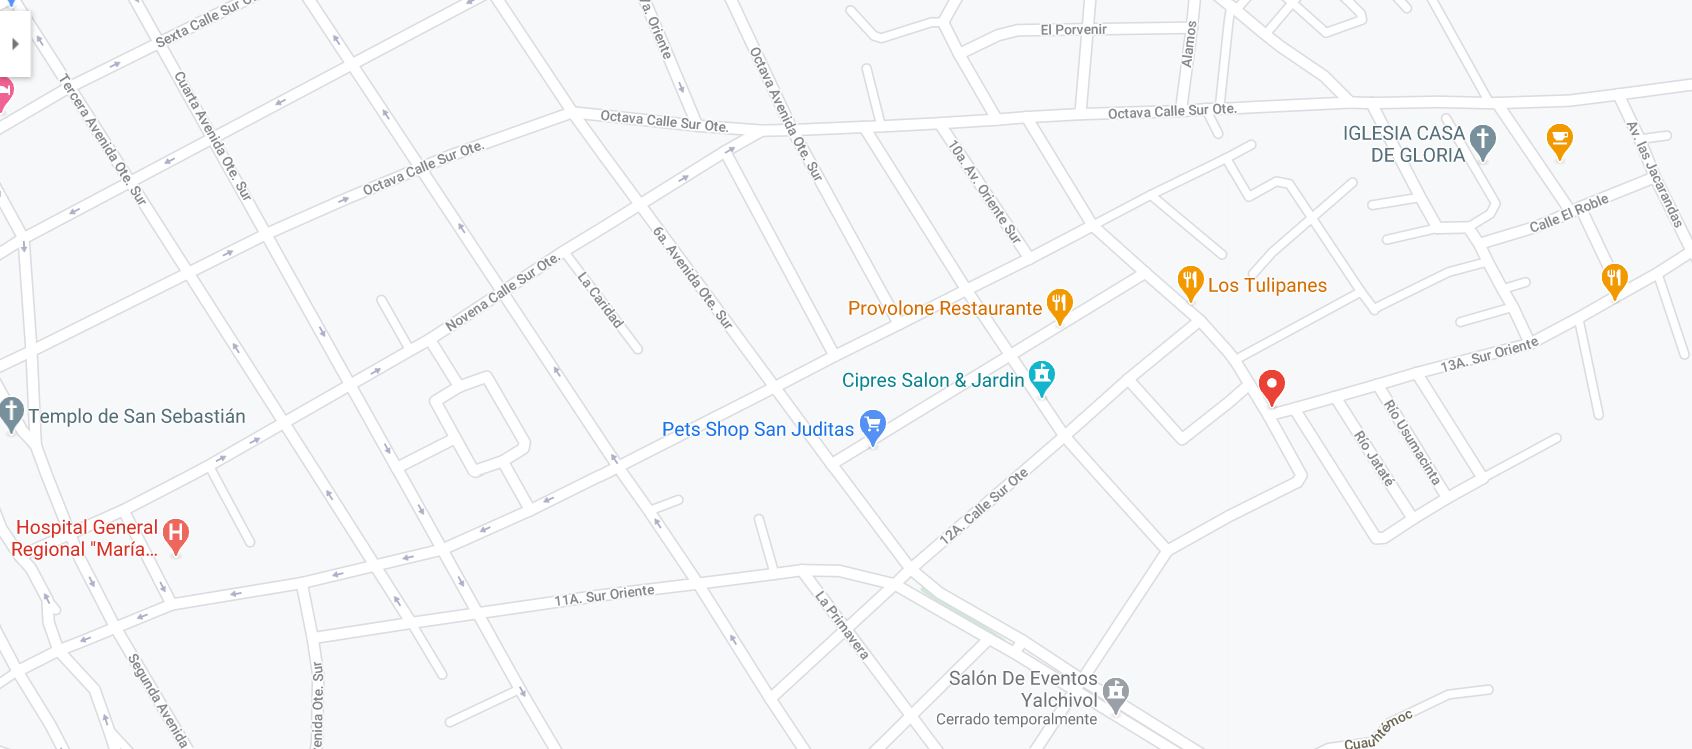 Sexta Calle Sur O
a. Oriente
El Porvenir
Alamos
Tercera Avenida Ote. Sur
Cuarta Avenida Ote. Sur
Octava Avenida Ote. Sur
Octava Calle Sur Ote.
Octava Calle Sur Ote.
Octava Calle Sur Ote.
10a. Av. Oriente Sur
IGLESIA CASA
DE GLORIA
Av. las Jacarandas
Calle El Roble
6a. Avenida Ote. Sur
Novena Calle Sur Ote.
La Caridad
Provolone Restaurante
Los Tulipanes
Cipres Salon & Jardin
13A. Sur Oriente
Templo de San Sebastián
Pets Shop San Juditas
Río Usumacinta
Río Jataté
Hospital General
Regional "María...
H
12A. Calle Sur Ote
11A. Sur Oriente
La Primavera
Segunda Avenida
venida Ote. Sur
Salón De Eventos
Yalchivol
Cerrado temporalmente
Cuauhtémoc